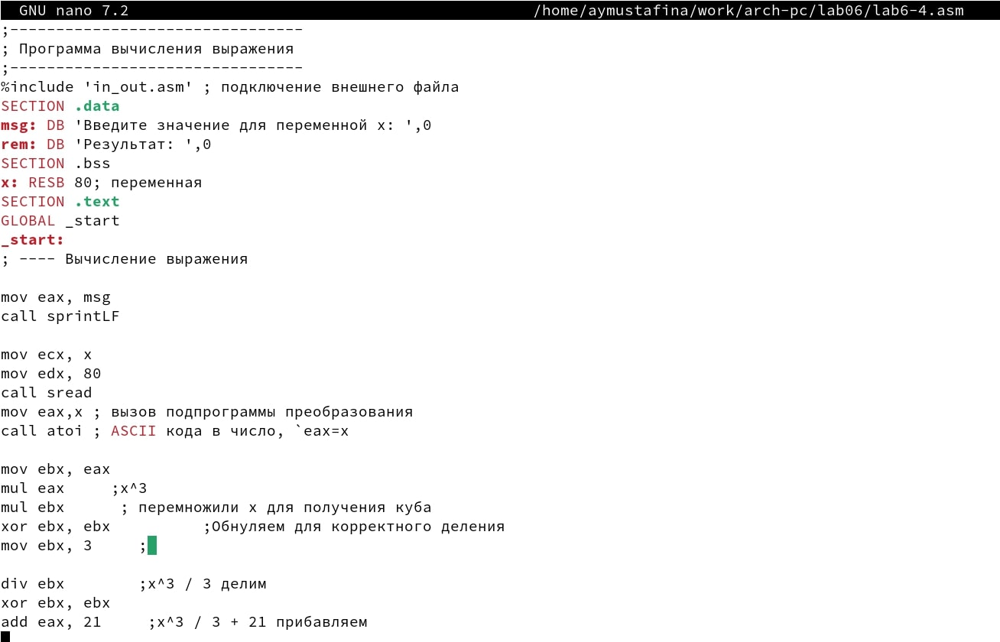 GNU nano 7.2 /home/aymustafina/work/arch-pc/lab06/lab6-4.asm
;--------------------------------
; Программа вычисления выражения
;--------------------------------
%include 'in_out.asm' ; подключение внешнего файла
SECTION .data
msg: DB 'Введите значение для переменной x: ',0
rem: DB 'Результат: ',0
SECTION .bss
x: RESB 80; переменная
SECTION .text
GLOBAL _start
_start:
; ---- Вычисление выражения
mov eax, msg
call sprintLF
mov ecx, x
mov edx, 80
call sread
mov eax,x ; вызов подпрограммы преобразования
call atoi ; ASCII кода в число, `eax=x
mov ebx, eax
mul eax ;x^3
mul ebx ; перемножили x для получения куба
xor ebx, ebx ;Обнуляем для корректного деления
mov ebx, 3 ;
div ebx ;x^3 / 3 делим
xor ebx, ebx
add eax, 21 ;x^3 / 3 + 21 прибавляем